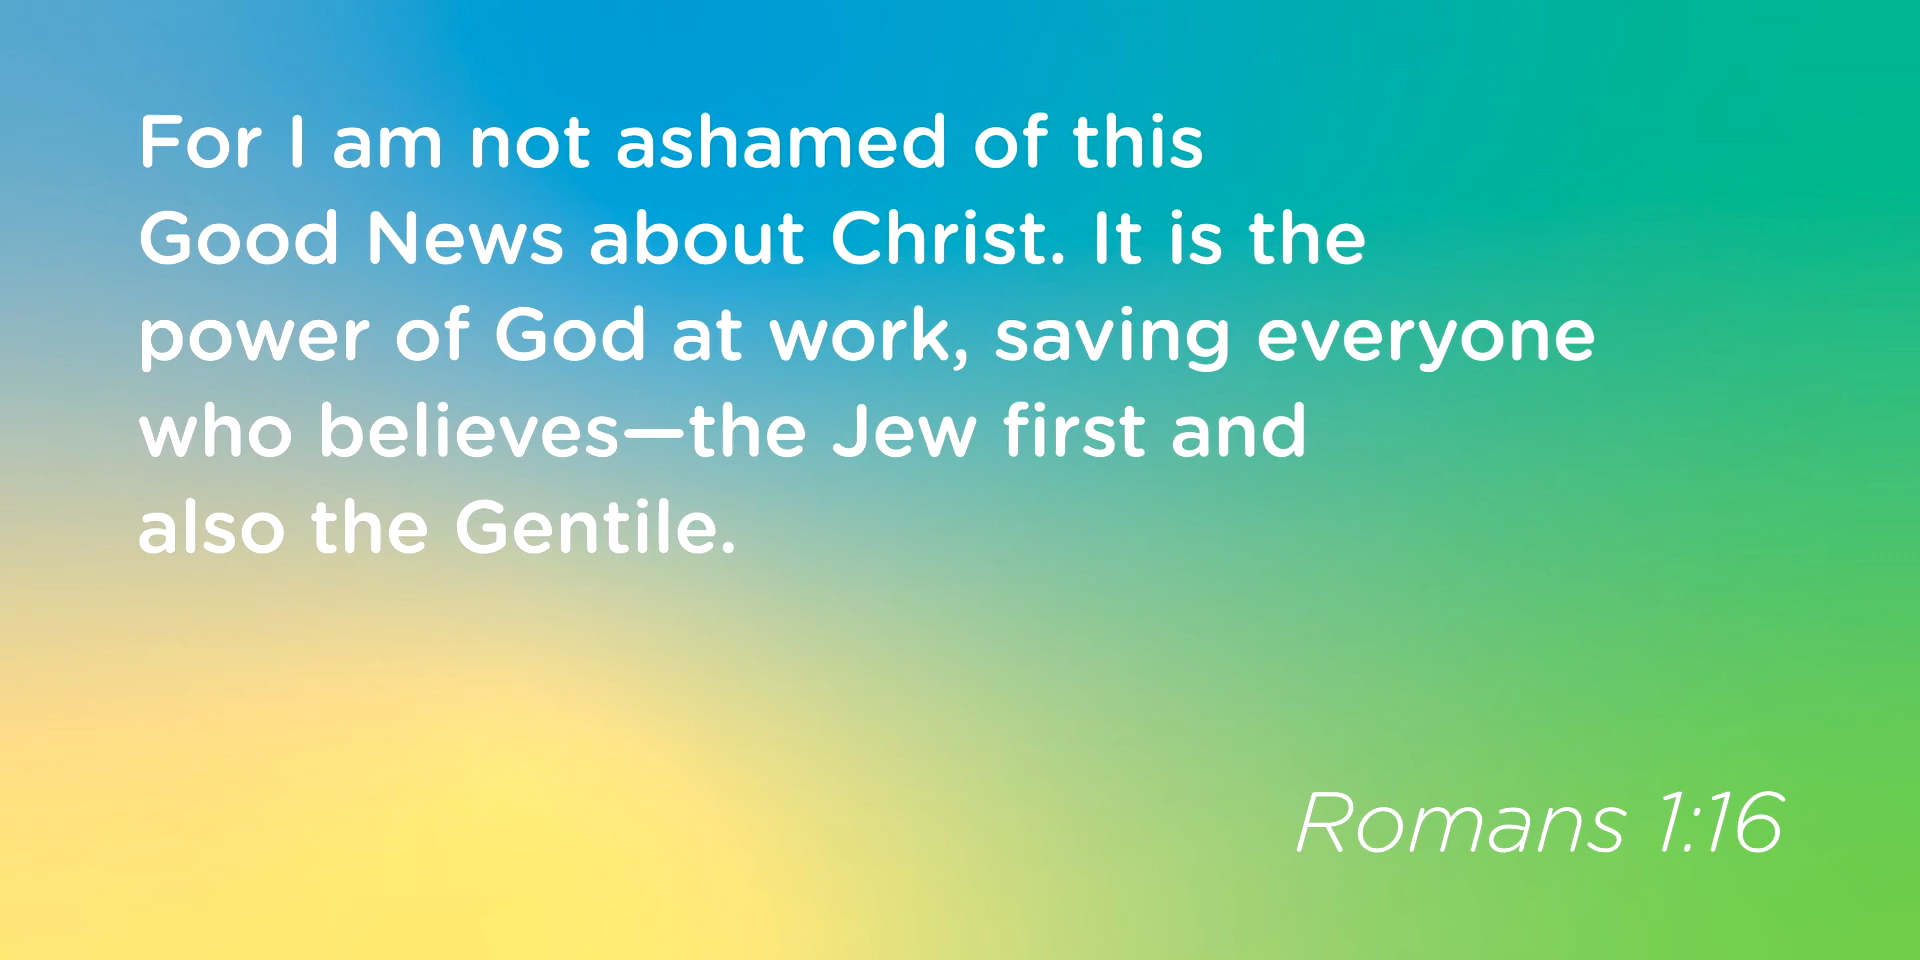 For I am not ashamed of this
Good News about Christ. It is the
power of God at work, saving everyone
who believes—the Jew first and
also the Gentile.
Romans 1:16